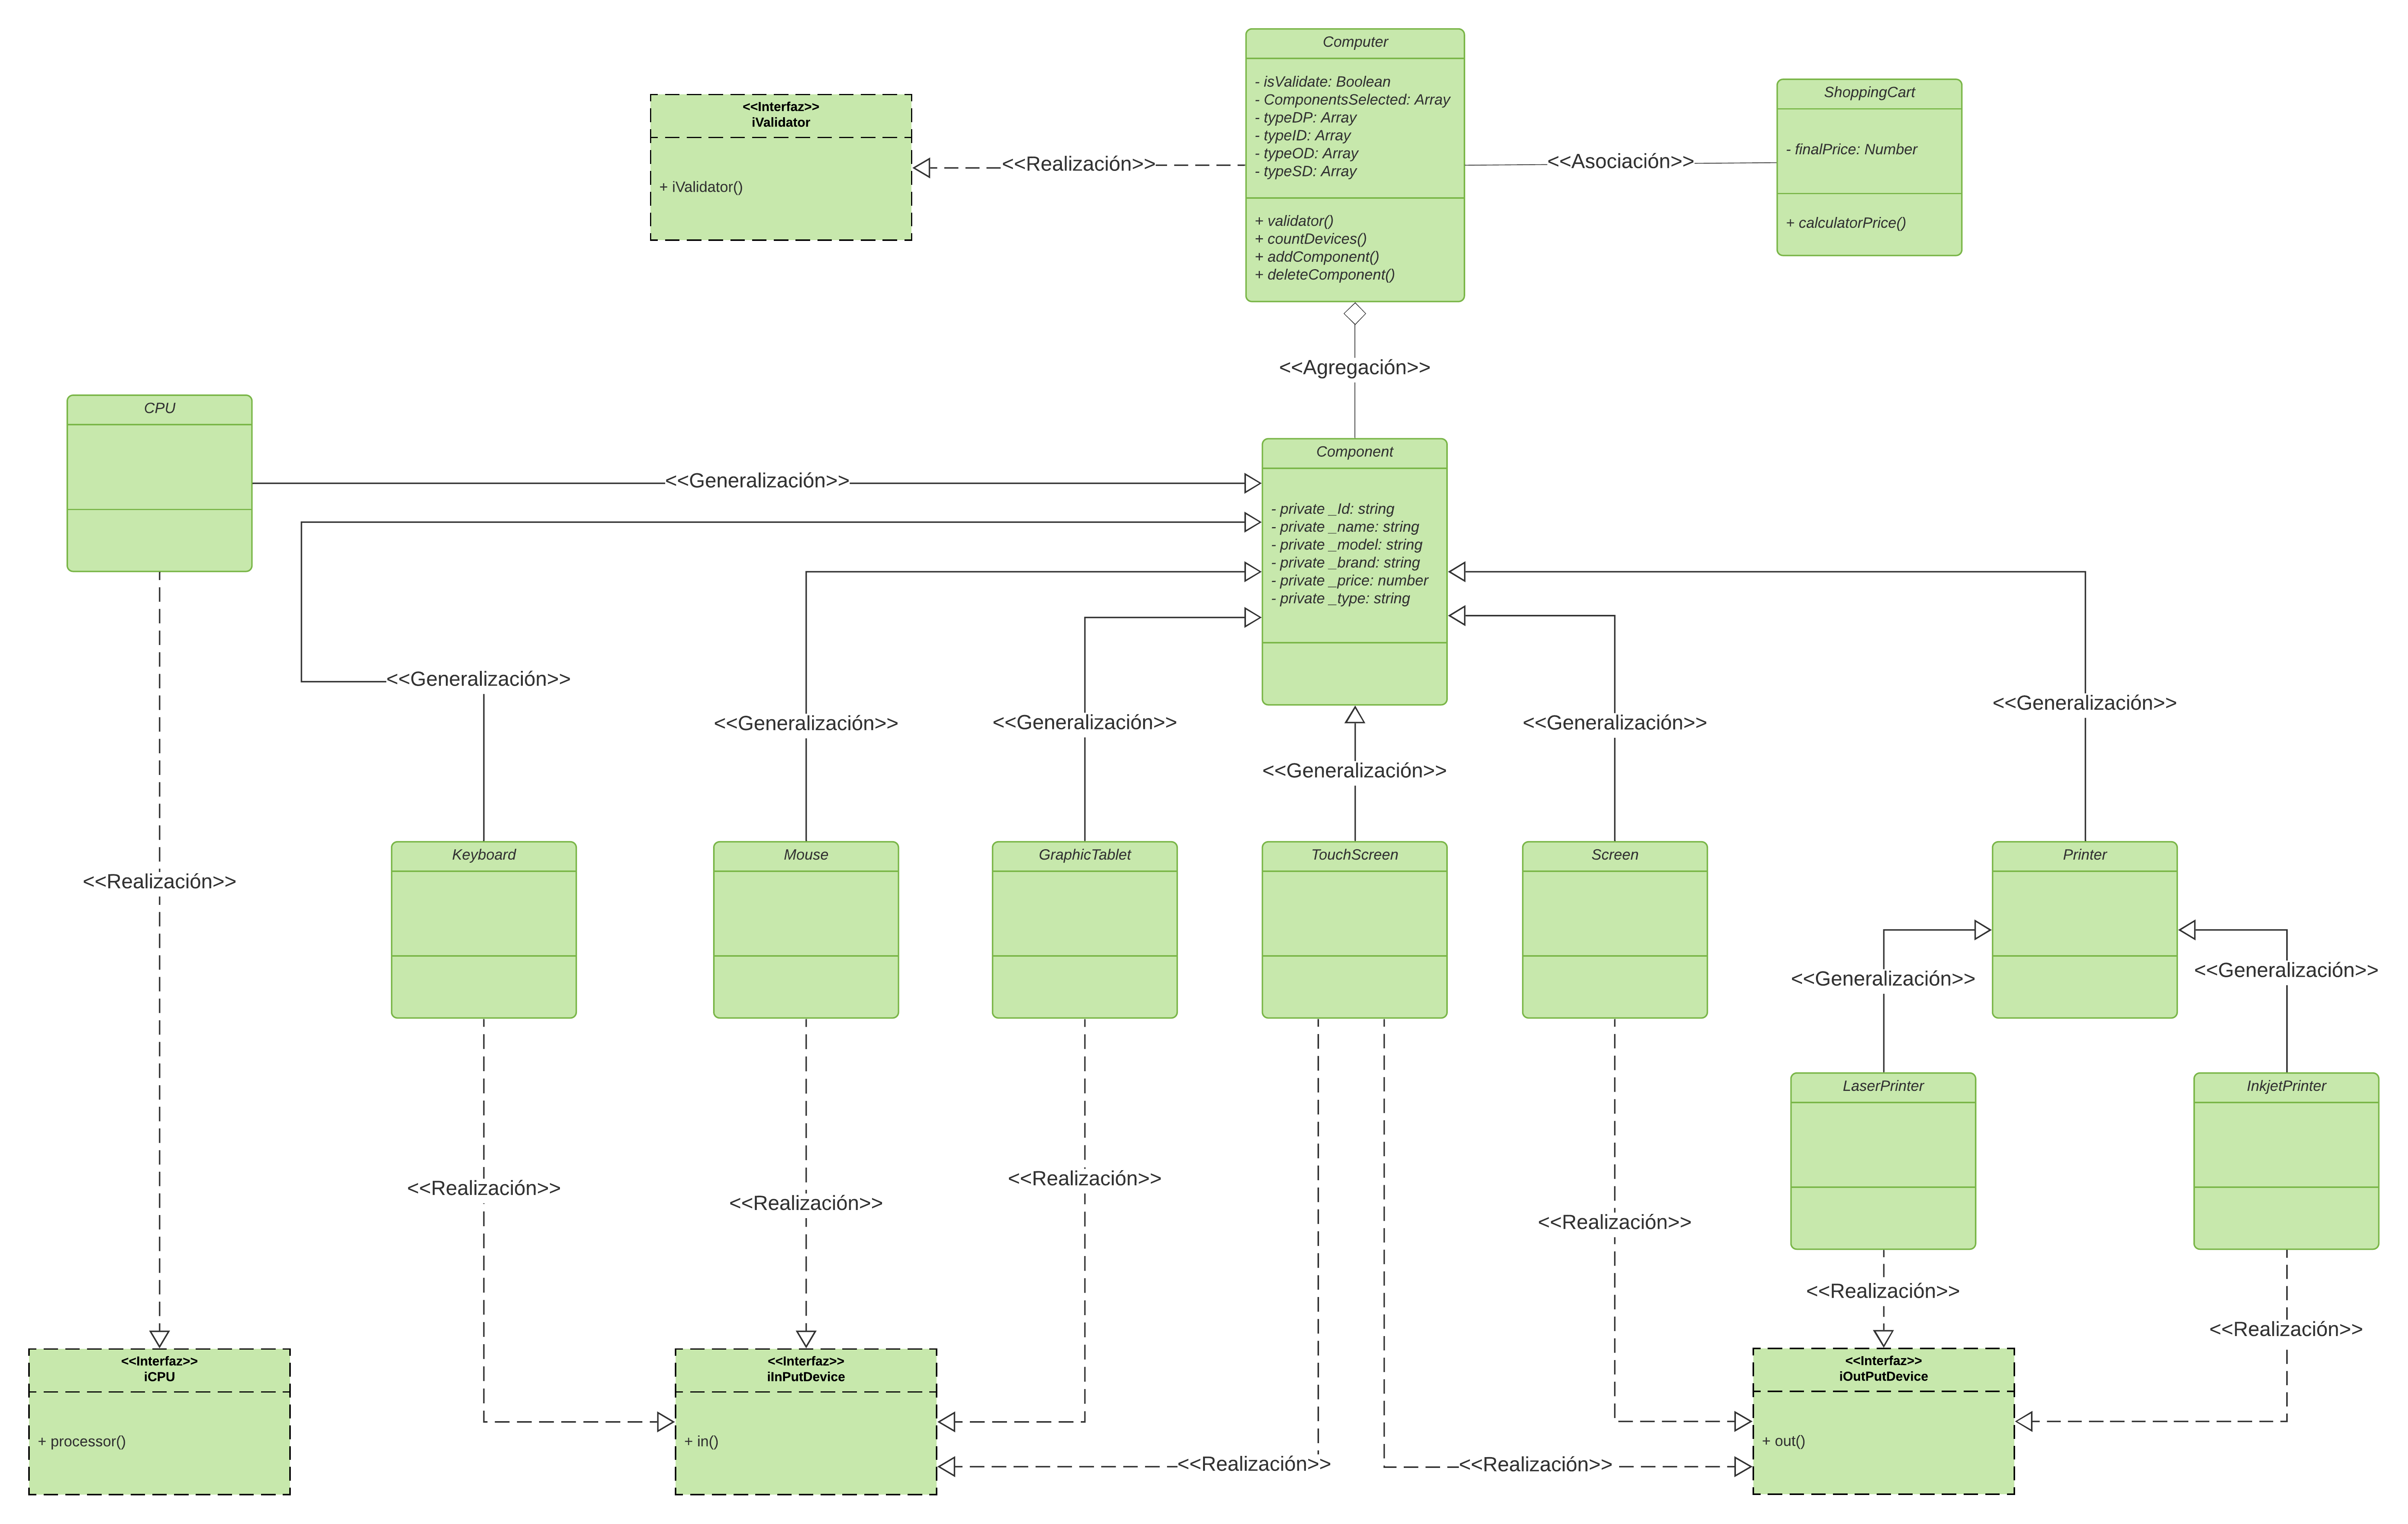 Computer
- isValidate: Boolean
- ComponentsSelected: Array
- typeDP: Array
- typeID: Array
- typeOD: Array
- typeSD: Array
+ validator()
+ countDevices()
+ addComponent()
+ deleteComponent()
<<Interfaz>>
iValidator
+ iValidator()
<<Realización>>
<<Asociación>>
ShoppingCart
- finalPrice: Number
+ calculatorPrice()
<<Agregación>>
CPU
<<Generalización>>
Component
- private _Id: string
- private _name: string
- private _model: string
- private _brand: string
- private _price: number
- private _type: string
<<Generalización>>
<<Generalización>>
<<Generalización>>
<<Generalización>>
<<Generalización>>
<<Generalización>>
<<Realización>>
Keyboard
Mouse
GraphicTablet
TouchScreen
Screen
Printer
<<Generalización>>
<<Generalización>>
LaserPrinter
InkjetPrinter
<<Realización>>
<<Realización>>
<<Realización>>
<<Realización>>
<<Realización>>
<<Realización>>
<<Interfaz>>
iCPU
+ processor()
<<Interfaz>>
iInPutDevice
+ in()
<<Realización>>
<<Realización>>
<<Interfaz>>
iOutPutDevice
+ out()